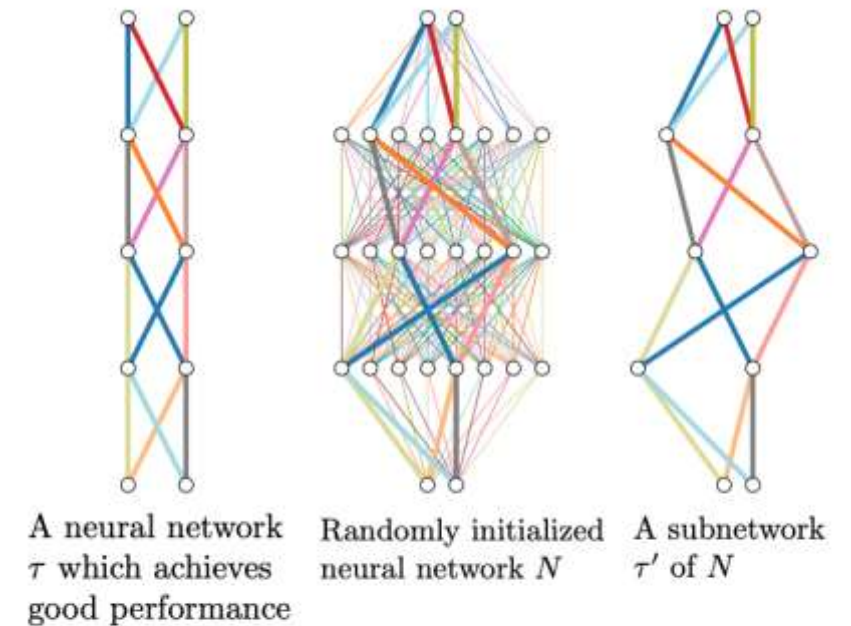 A neural network
τ which achieves
good performance
Randomly initialized
neural network N
A subnetwork
τ′ of N